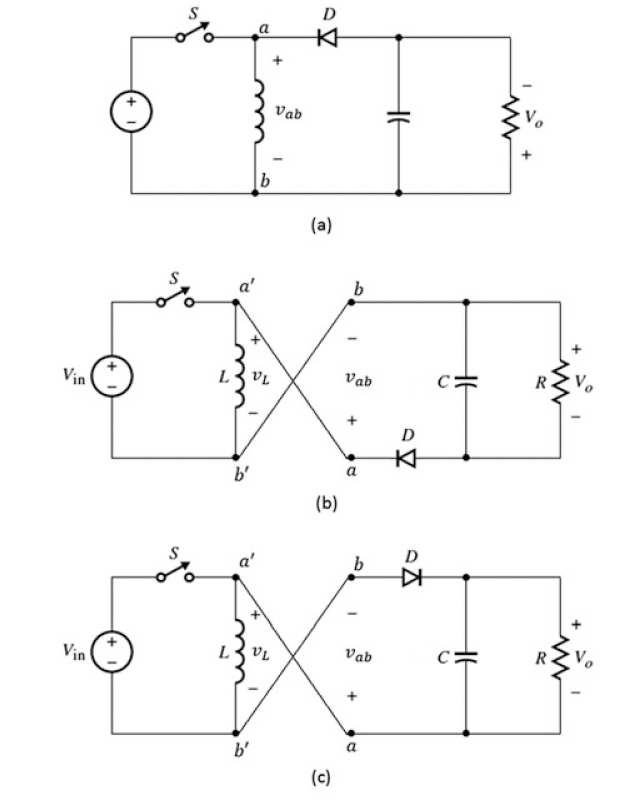 S
D
a
+
+
−
v_ab
−
V_o
−
+
b
(a)
S
a′
b
+
−
+
+
V_in
−
L
v_L
v_ab
C
R
V_o
−
+
−
D
b′
a
(b)
S
a′
b
D
+
−
+
+
V_in
−
L
v_L
v_ab
C
R
V_o
−
+
−
b′
a
(c)